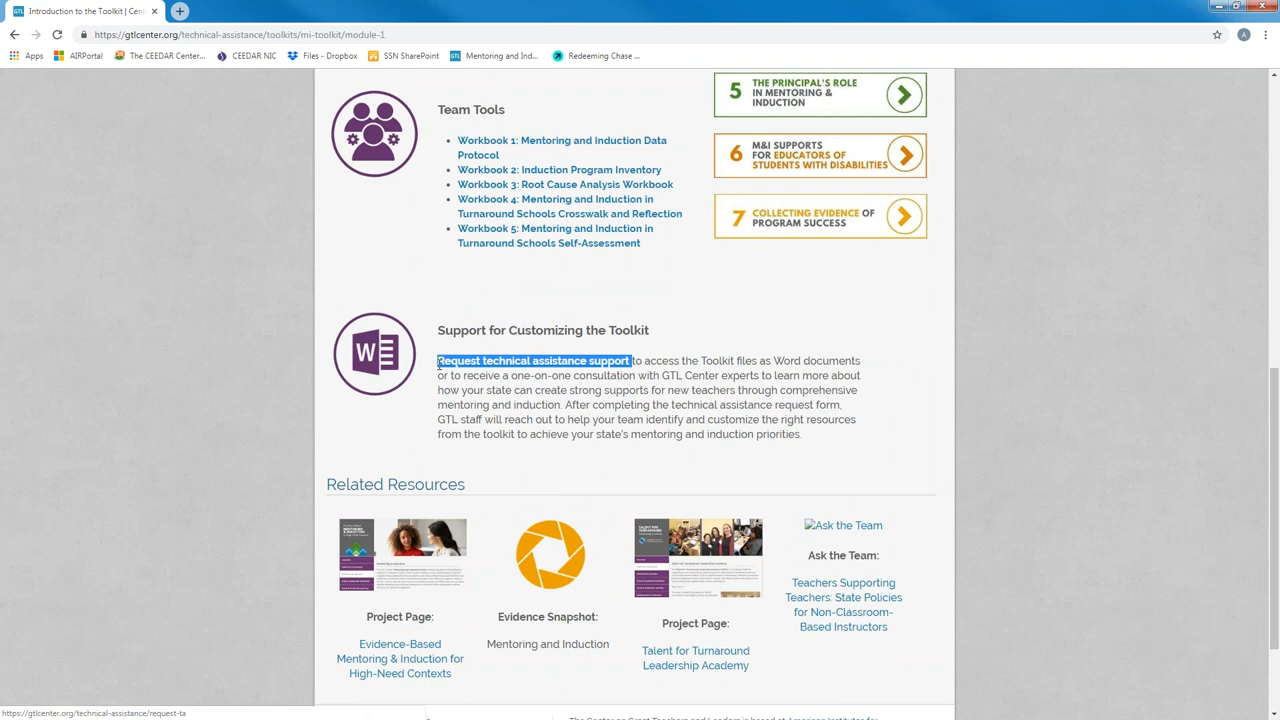 Introduction to the Toolkit | Cent
https://gtlcenter.org/technical-assistance/toolkits/mi-toolkit/module-1
A
Apps
AIRPortal
The CEEDAR Center...
CEEDAR NIC
Files - Dropbox
SSN SharePoint
GTL
Mentoring and Ind...
Redeeming Chase ...
5 THE PRINCIPAL'S ROLE
IN MENTORING &
INDUCTION
Team Tools
Workbook 1: Mentoring and Induction Data
Protocol
Workbook 2: Induction Program Inventory
Workbook 3: Root Cause Analysis Workbook
Workbook 4: Mentoring and Induction in
Turnaround Schools Crosswalk and Reflection
Workbook 5: Mentoring and Induction in
Turnaround Schools Self-Assessment
6 M&I SUPPORTS
FOR EDUCATORS OF
STUDENTS WITH DISABILITIES
7 COLLECTING EVIDENCE OF
PROGRAM SUCCESS
W
Support for Customizing the Toolkit
Request technical assistance support to access the Toolkit files as Word documents
or to receive a one-on-one consultation with GTL Center experts to learn more about
how your state can create strong supports for new teachers through comprehensive
mentoring and induction. After completing the technical assistance request form,
GTL staff will reach out to help your team identify and customize the right resources
from the toolkit to achieve your state's mentoring and induction priorities.
Related Resources
Project Page:
Evidence-Based
Mentoring & Induction for
High-Need Contexts
Evidence Snapshot:
Mentoring and Induction
Project Page:
Talent for Turnaround
Leadership Academy
Ask the Team
Ask the Team:
Teachers Supporting
Teachers: State Policies
for Non-Classroom-
Based Instructors
https://gtlcenter.org/technical-assistance/request-ta